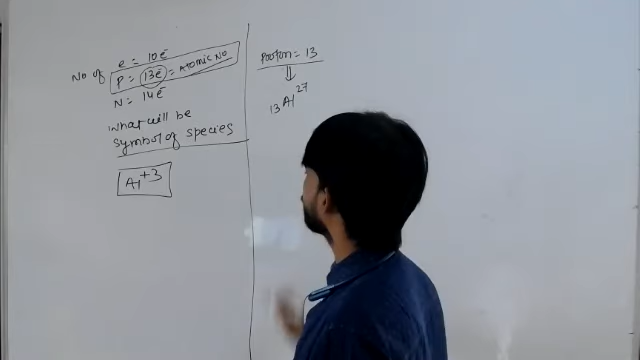 No of e = 10e̅
P = 13e̅ = ATOMIC NO
N = 14e̅
what will be
symbol of species
Al+3
Proton = 13
⇓
13Al27